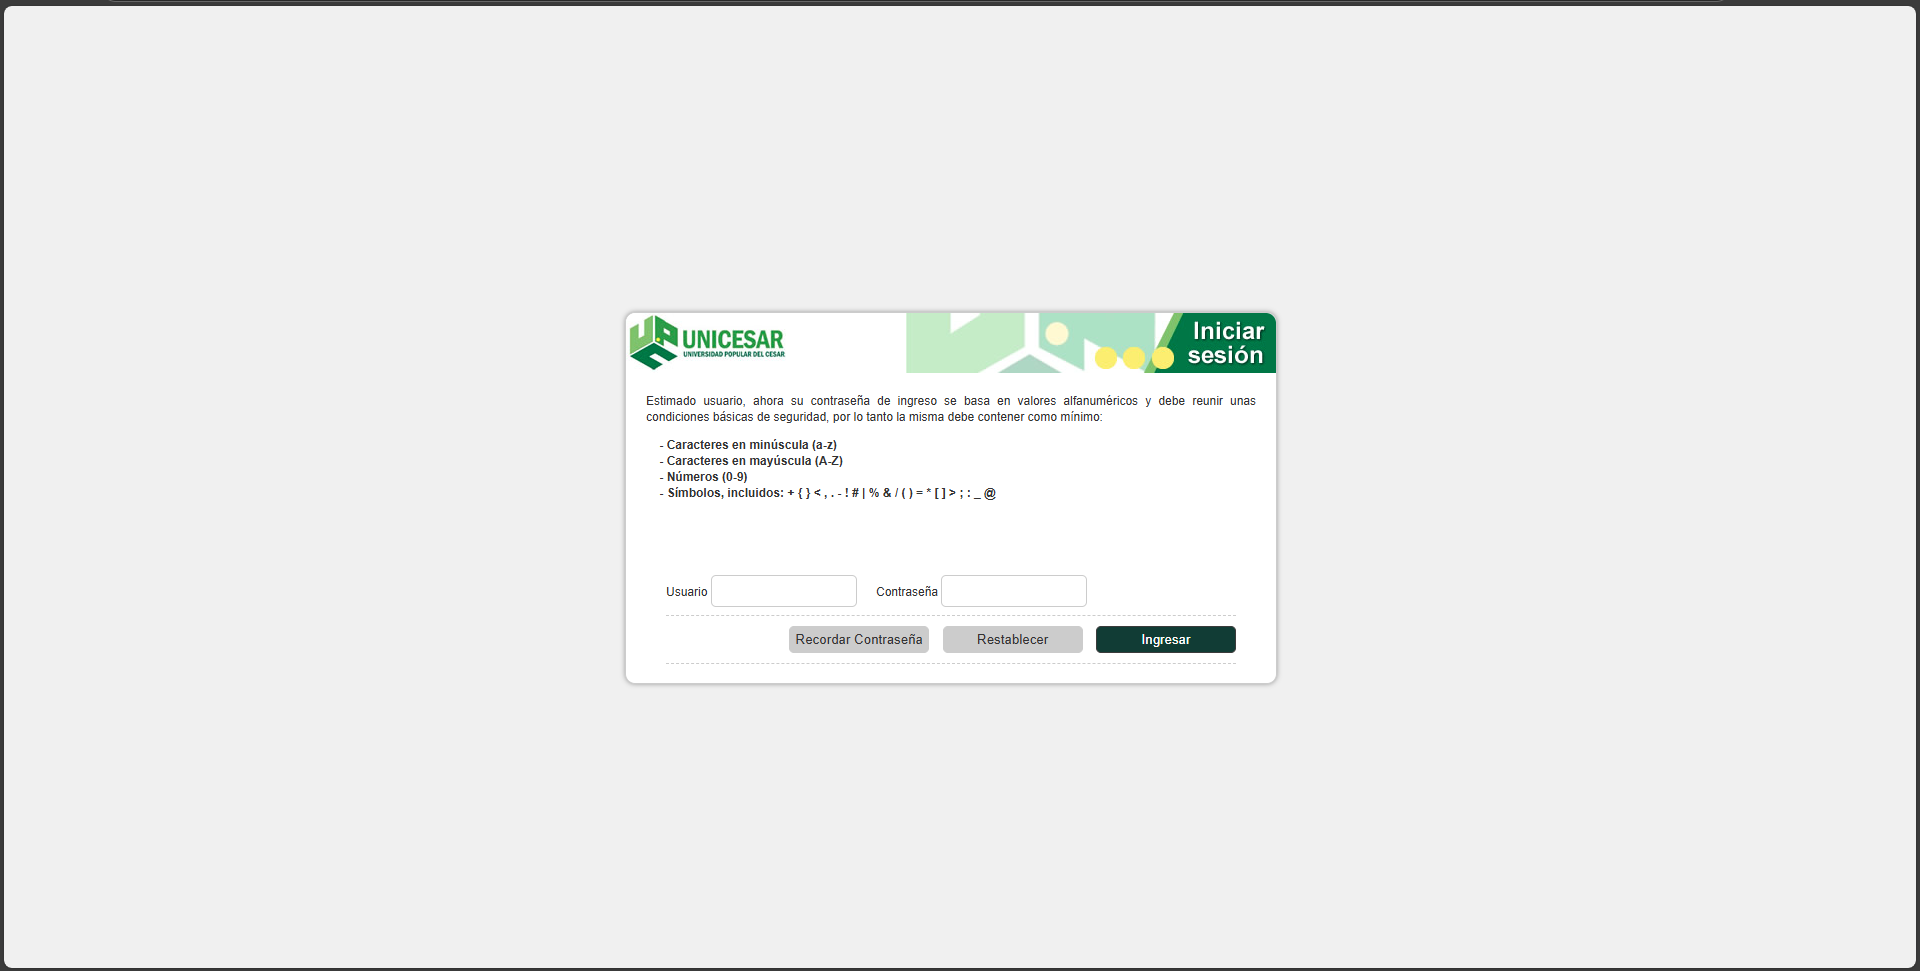 UNICESAR
UNIVERSIDAD POPULAR DEL CESAR
Iniciar
sesión
Estimado usuario, ahora su contraseña de ingreso se basa en valores alfanuméricos y debe reunir unas
condiciones básicas de seguridad, por lo tanto la misma debe contener como mínimo:
- Caracteres en minúscula (a-z)
- Caracteres en mayúscula (A-Z)
- Números (0-9)
- Símbolos, incluidos: + { } < , . - ! # | % & / ( ) = * [ ] > ; : _ @
Usuario
Contraseña
Recordar Contraseña
Restablecer
Ingresar